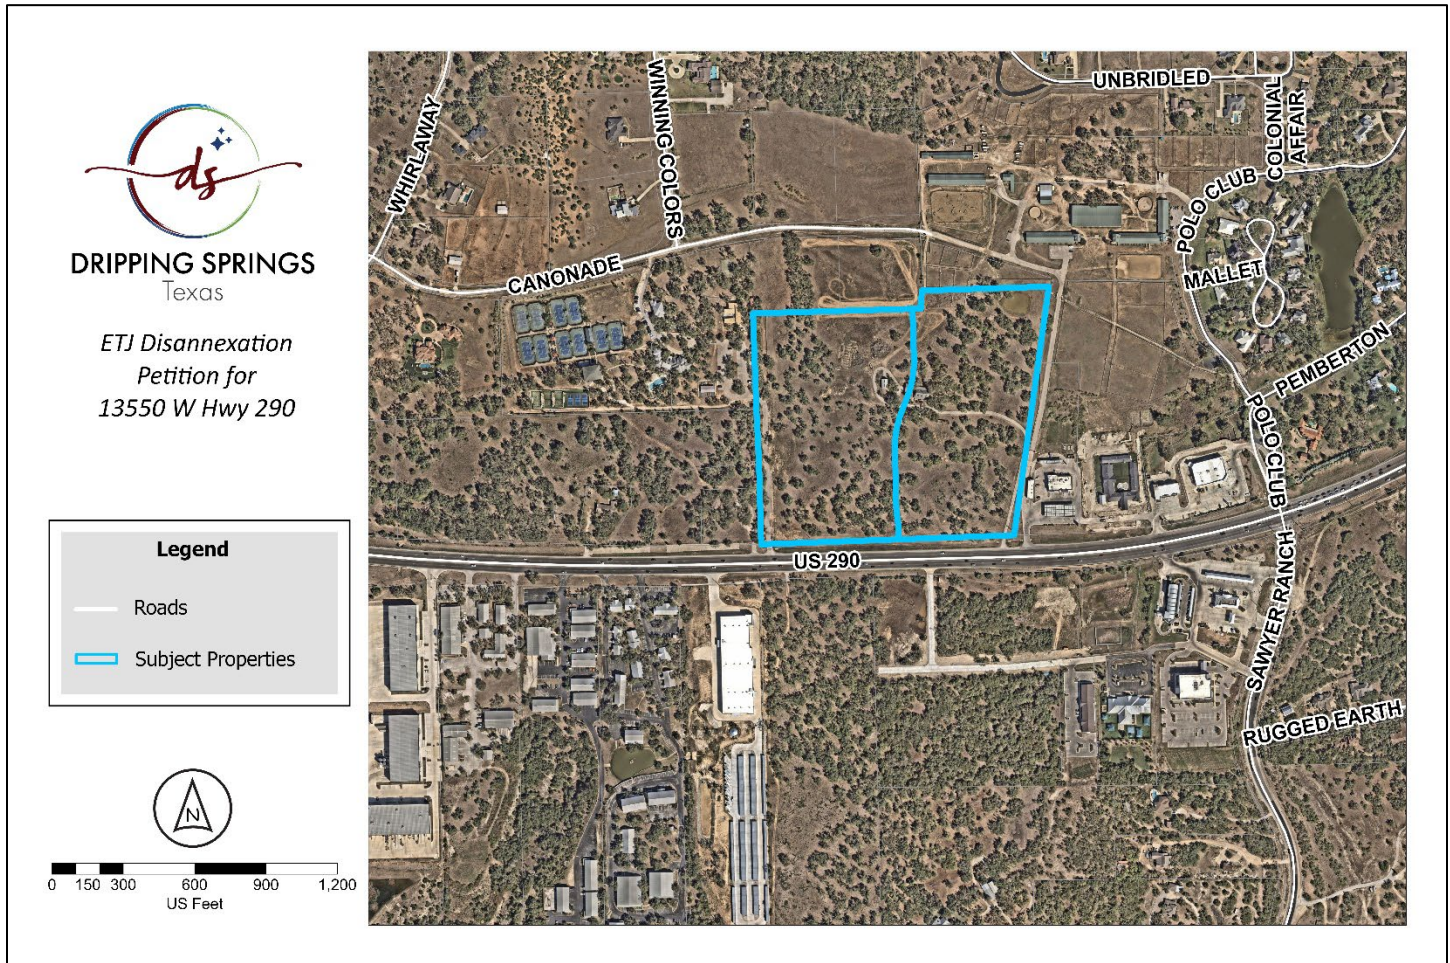 ds
DRIPPING SPRINGS
Texas
ETJ Disannexation
Petition for
13550 W Hwy 290
Legend
Roads
Subject Properties
N
0 150 300 600 900 1,200
US Feet
WHIRLAWAY
WINNING COLORS
CANONADE
UNBRIDLED
COLONIAL
AFFAIR
POLO CLUB
MALLET
PEMBERTON
POLO CLUB
US 290
SAWYER RANCH
RUGGED EARTH